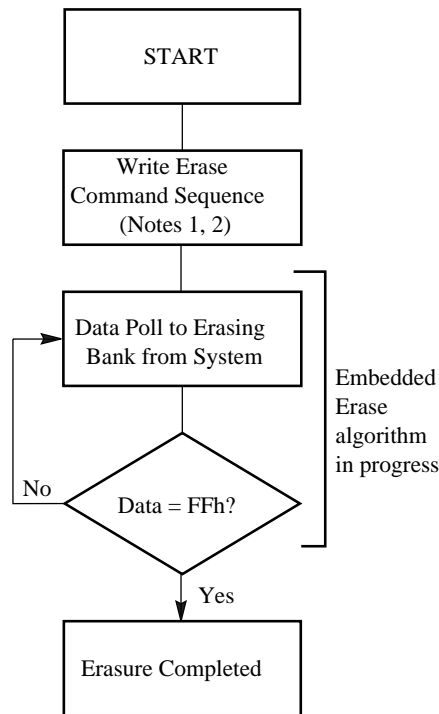 START
Write Erase
Command Sequence
(Notes 1, 2)
Data Poll to Erasing
Bank from System
Embedded
Erase
algorithm
in progress
No
Data = FFh?
Yes
Erasure Completed